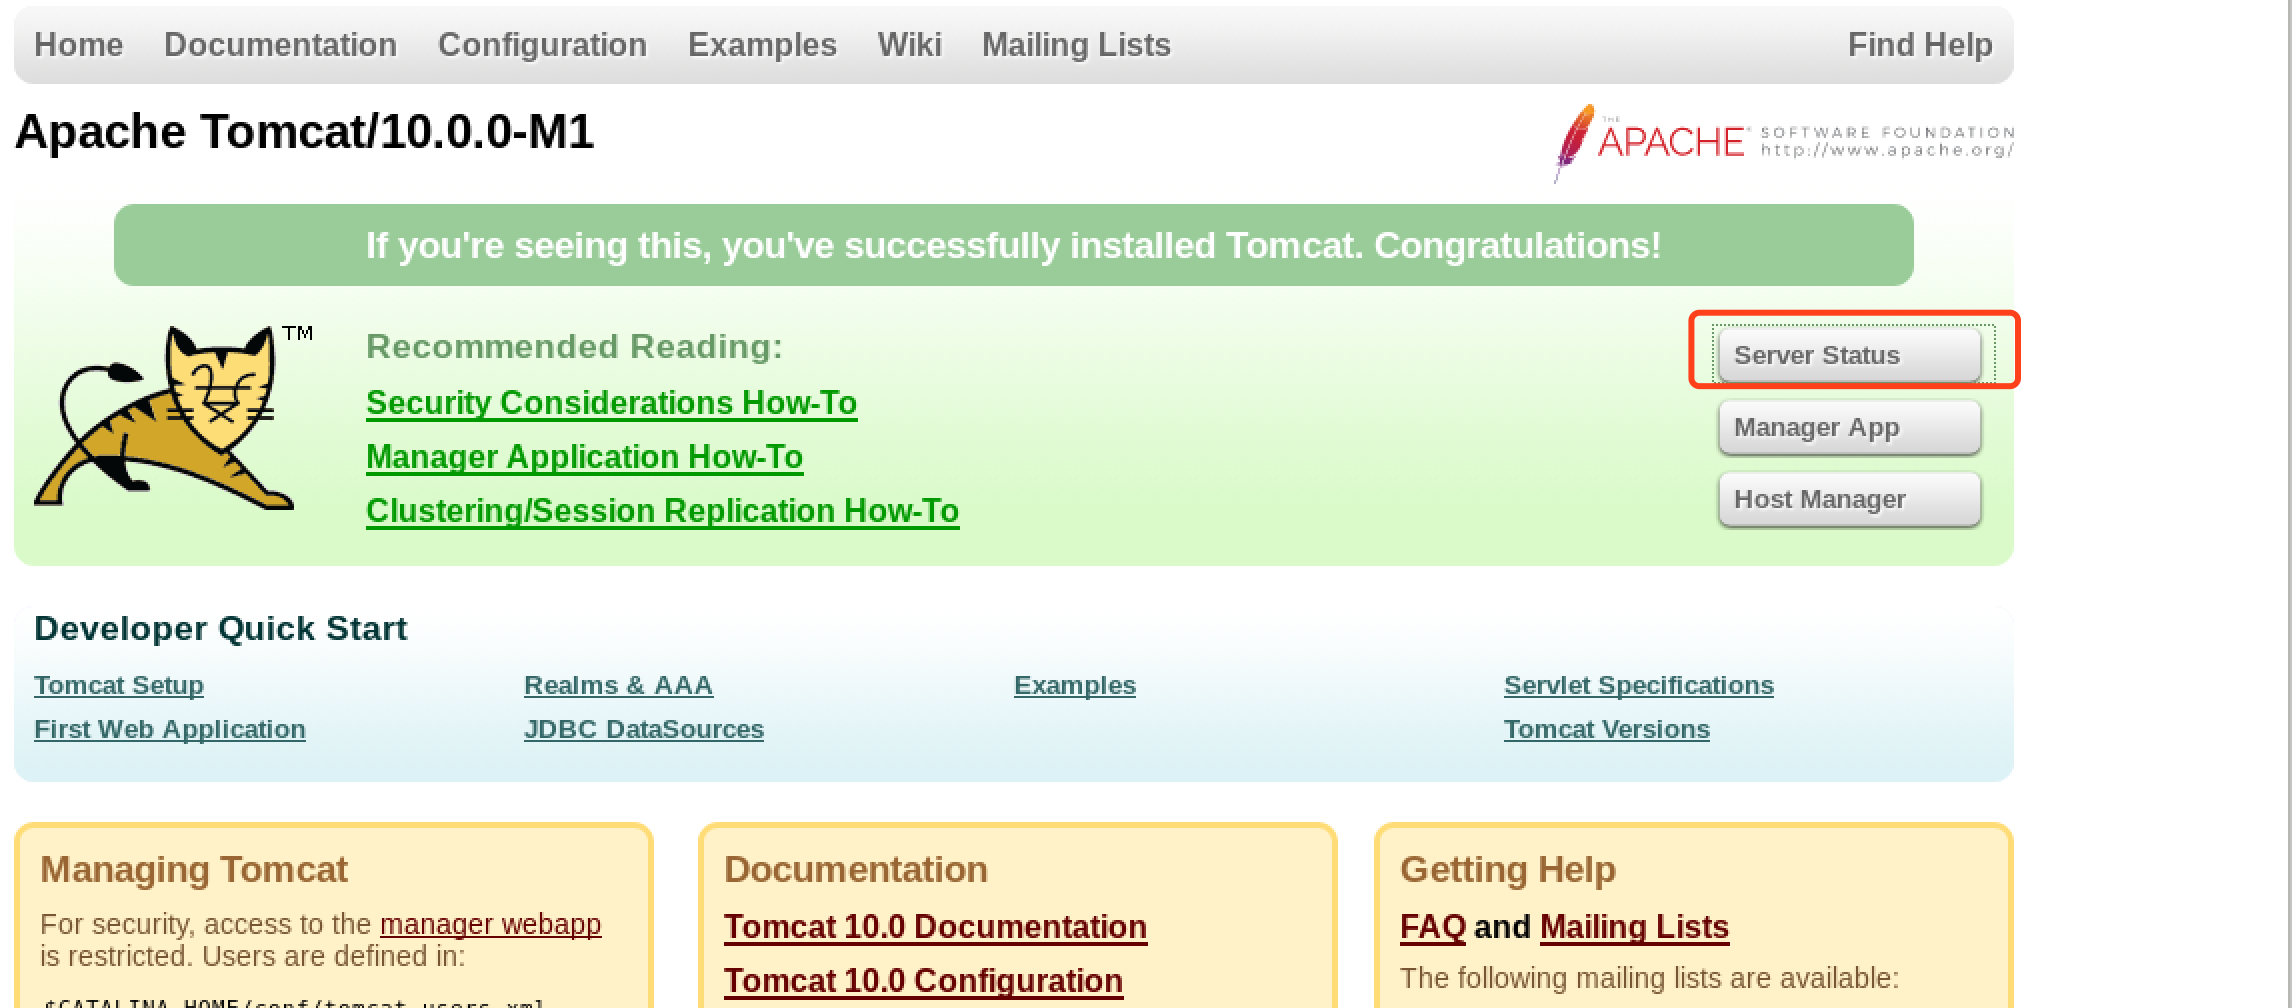 Home Documentation Configuration Examples Wiki Mailing Lists Find Help
Apache Tomcat/10.0.0-M1
THE APACHE® SOFTWARE FOUNDATION
http://www.apache.org/
If you're seeing this, you've successfully installed Tomcat. Congratulations!
TM
Recommended Reading:
Security Considerations How-To
Manager Application How-To
Clustering/Session Replication How-To
Server Status
Manager App
Host Manager
Developer Quick Start
Tomcat Setup
First Web Application
Realms & AAA
JDBC DataSources
Examples
Servlet Specifications
Tomcat Versions
Managing Tomcat
For security, access to the manager webapp
is restricted. Users are defined in:
$CATALINA_HOME/conf/tomcat-users.xml
Documentation
Tomcat 10.0 Documentation
Tomcat 10.0 Configuration
Getting Help
FAQ and Mailing Lists
The following mailing lists are available: